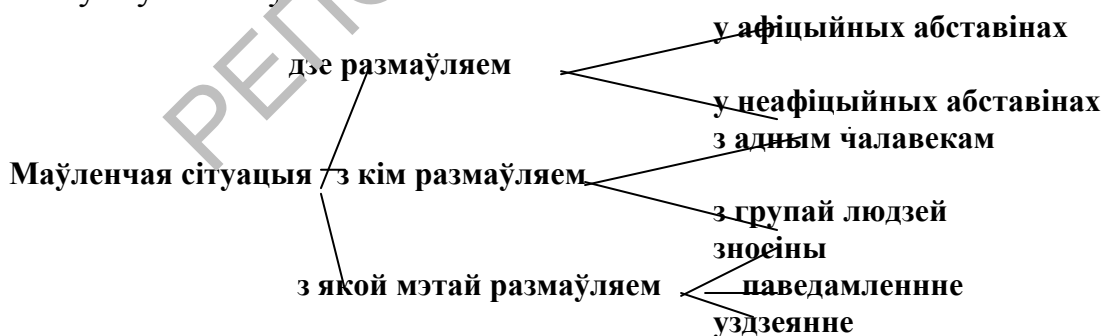 у афіцыйных абставінах
дзе размаўляем
у неафіцыйных абставінах
з адным чалавекам
Маўленчая сітуацыя з кім размаўляем
з групай людзей
зносіны
з якой мэтай размаўляем паведамленнне
уздзеянне